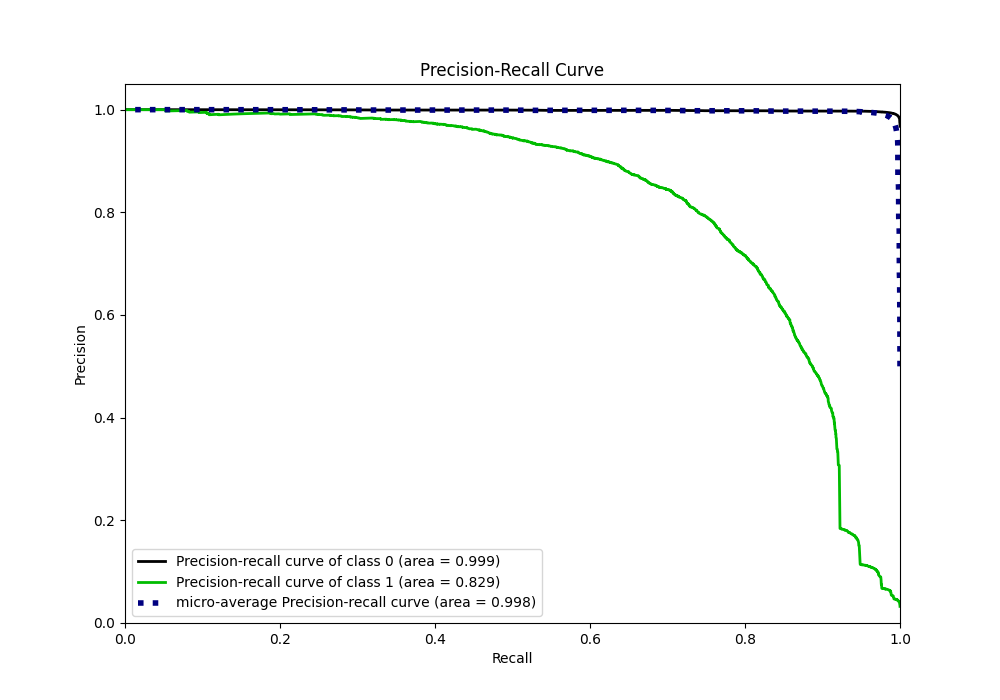 Precision-Recall Curve
1.0
0.8
0.6
0.4
0.2
0.0
Precision
Precision-recall curve of class 0 (area = 0.999)
Precision-recall curve of class 1 (area = 0.829)
micro-average Precision-recall curve (area = 0.998)
0.0 0.2 0.4 0.6 0.8 1.0
Recall